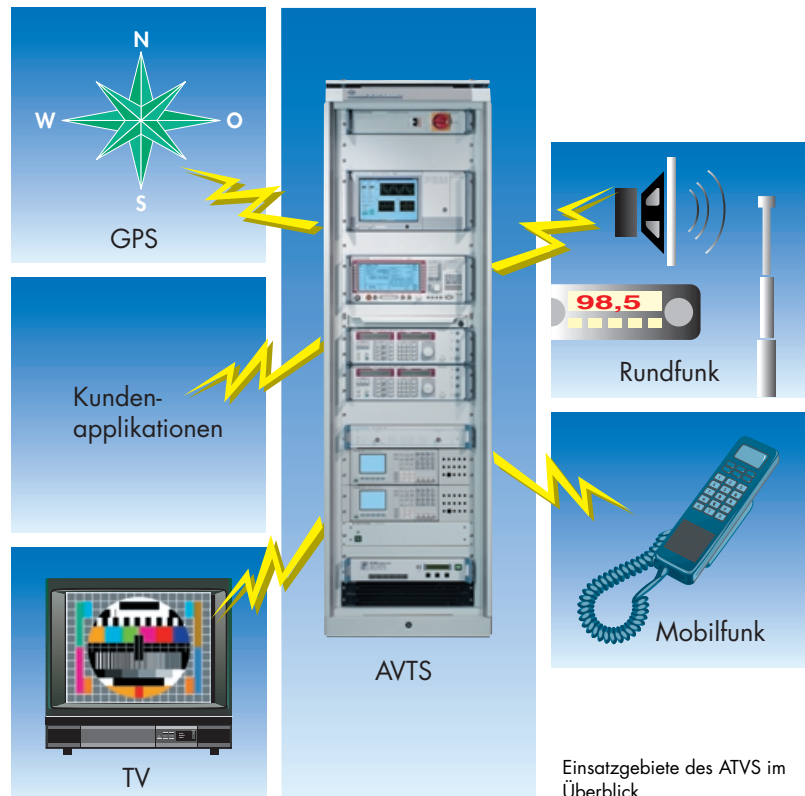 N
W
O
S
GPS
Kunden-
applikationen
TV
AVTS
98,5
Rundfunk
Mobilfunk
Einsatzgebiete des ATVS im
Überblick